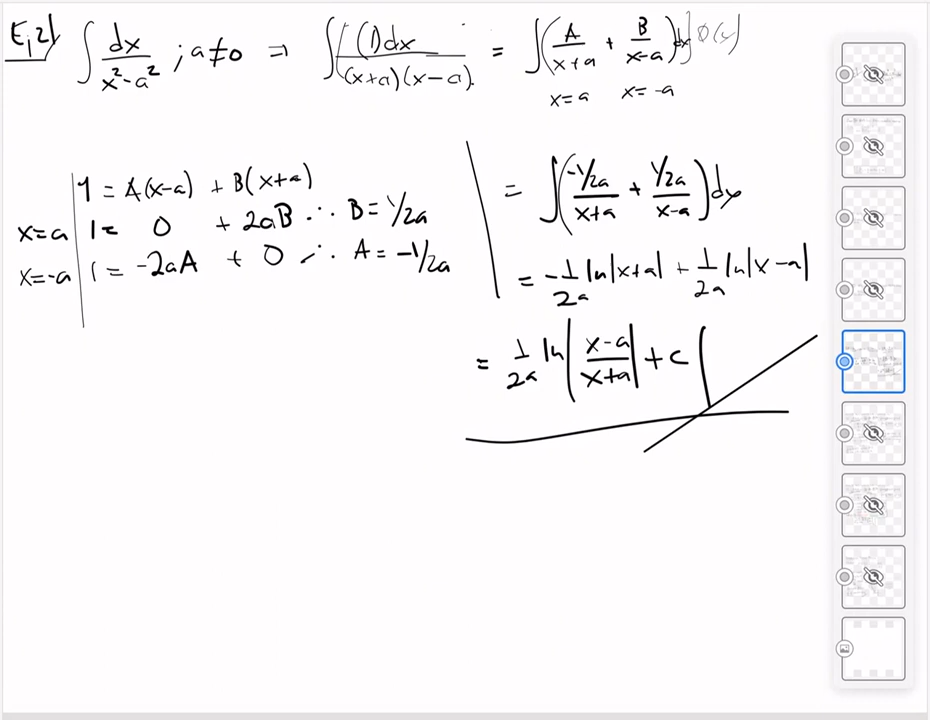 E,2) ∫ dx/(x²-a²) ; a≠0 ⇒ ∫ (1)dx/((x+a)(x-a)) = ∫(A/(x+a) + B/(x-a))dx
x=a x=-a
1 = A(x-a) + B(x+a)
x=a 1= 0 + 2aB ∴ B=1/2a
x=-a 1 = -2aA + 0 ∴ A = -1/2a
= ∫((-1/2a)/(x+a) + (1/2a)/(x-a))dx
= -1/2a ln|x+a| + 1/2a ln|x-a|
= 1/2a ln|(x-a)/(x+a)| + c